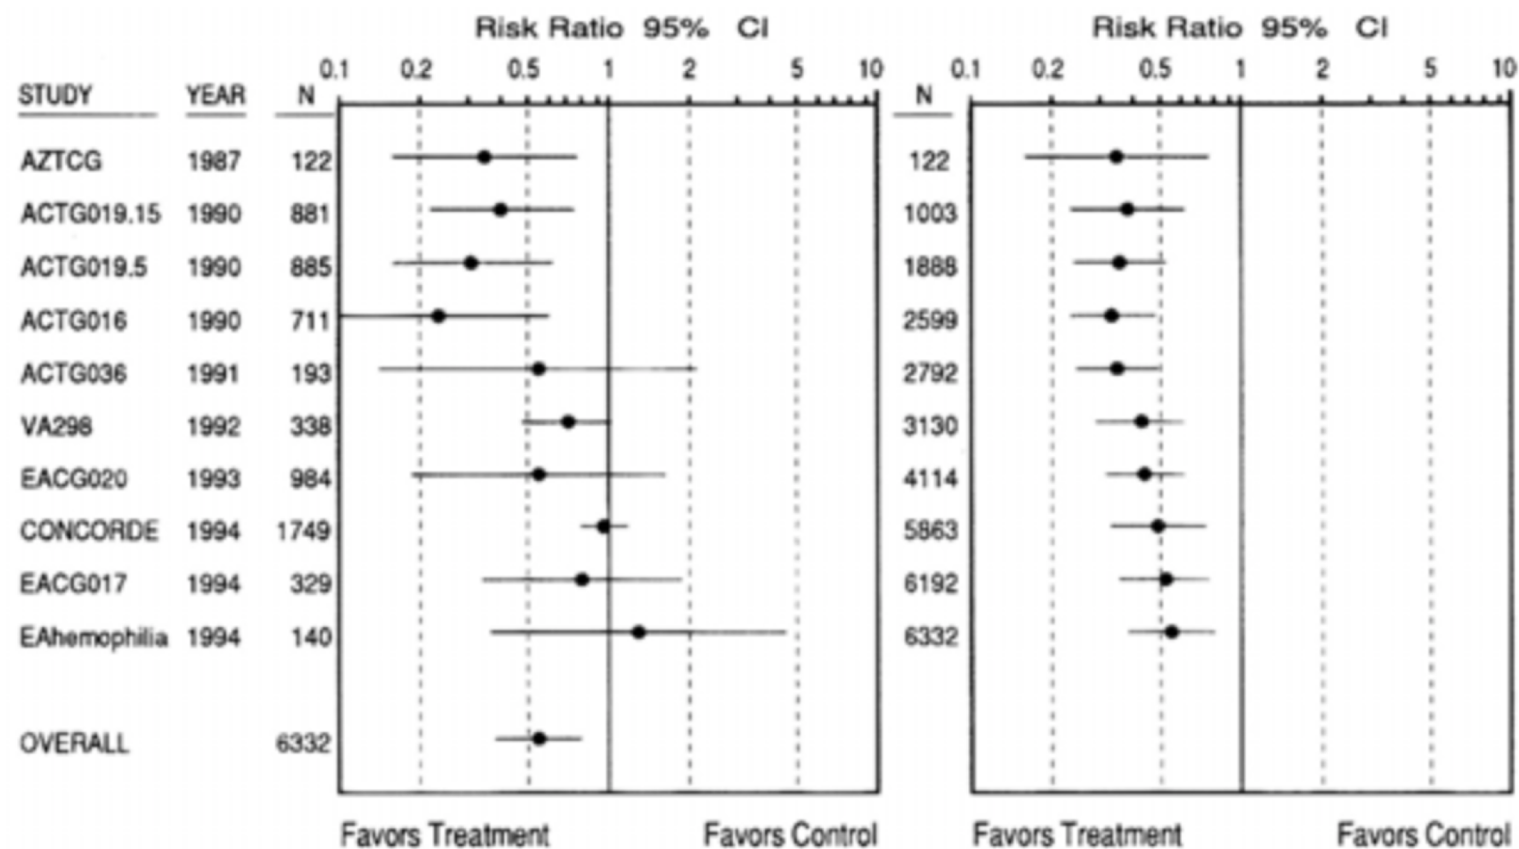 Risk Ratio 95% CI Risk Ratio 95% CI
0.1 0.2 0.5 1 2 5 10 0.1 0.2 0.5 1 2 5 10
STUDY YEAR N N
AZTCG 1987 122 122
ACTG019.15 1990 881 1003
ACTG019.5 1990 885 1888
ACTG016 1990 711 2599
ACTG036 1991 193 2792
VA298 1992 338 3130
EACG020 1993 984 4114
CONCORDE 1994 1749 5863
EACG017 1994 329 6192
EAhemophilia 1994 140 6332
OVERALL 6332
Favors Treatment Favors Control Favors Treatment Favors Control